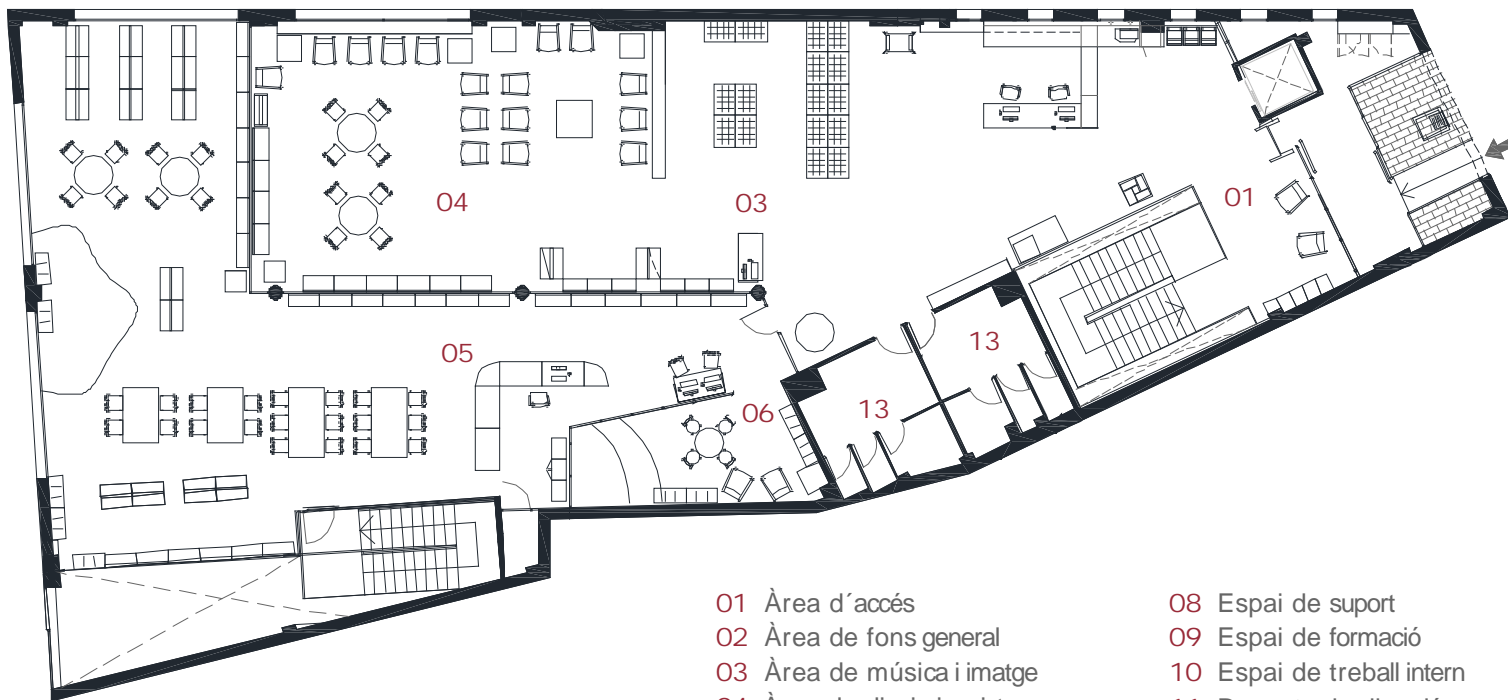 04
03
01
05
13
06
13
01 Àrea d´accés
02 Àrea de fons general
03 Àrea de música i imatge
08 Espai de suport
09 Espai de formació
10 Espai de treball intern